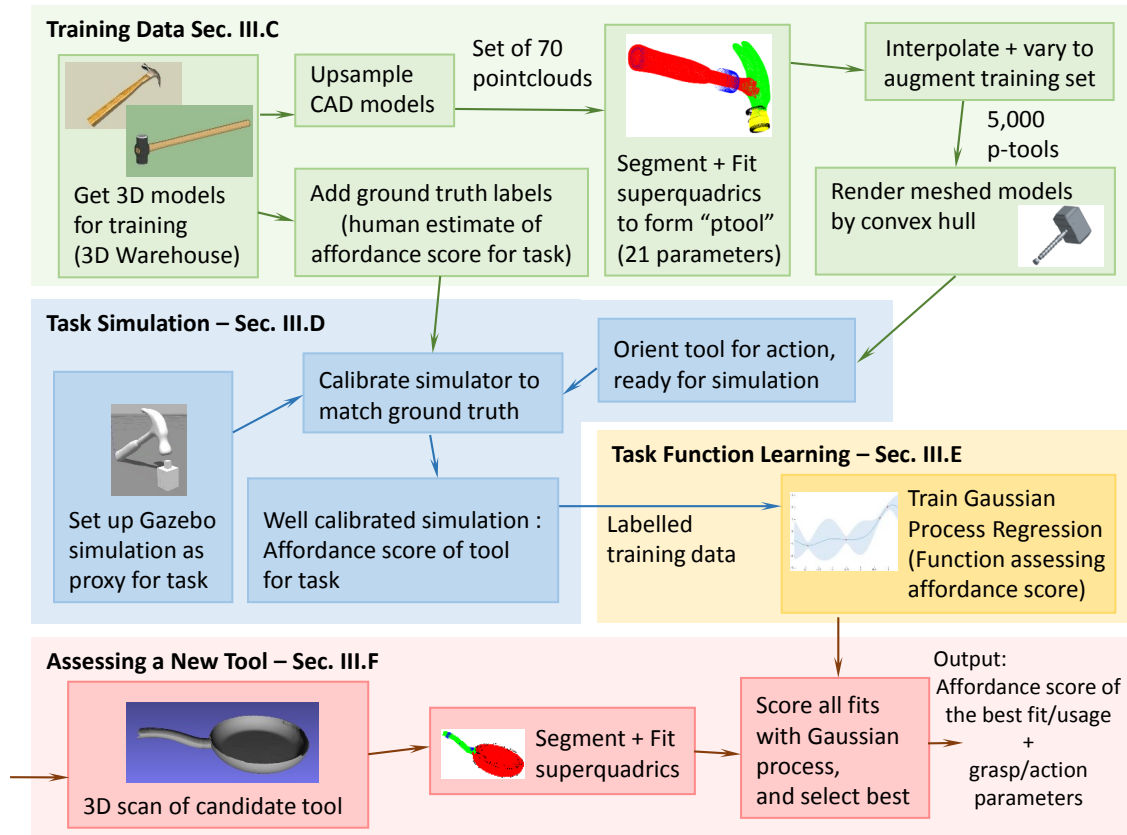 Training Data Sec. III.C
Get 3D models
for training
(3D Warehouse)
Upsample
CAD models
Set of 70
pointclouds
Add ground truth labels
(human estimate of
affordance score for task)
Segment + Fit
superquadrics
to form “ptool”
(21 parameters)
Interpolate + vary to
augment training set
5,000
p-tools
Render meshed models
by convex hull
Task Simulation – Sec. III.D
Orient tool for action,
ready for simulation
Calibrate simulator to
match ground truth
Set up Gazebo
simulation as
proxy for task
Well calibrated simulation :
Affordance score of tool
for task
Labelled
training data
Task Function Learning – Sec. III.E
Train Gaussian
Process Regression
(Function assessing
affordance score)
Assessing a New Tool – Sec. III.F
3D scan of candidate tool
Segment + Fit
superquadrics
Score all fits
with Gaussian
process,
and select best
Output:
Affordance score of
the best fit/usage
+
grasp/action
parameters